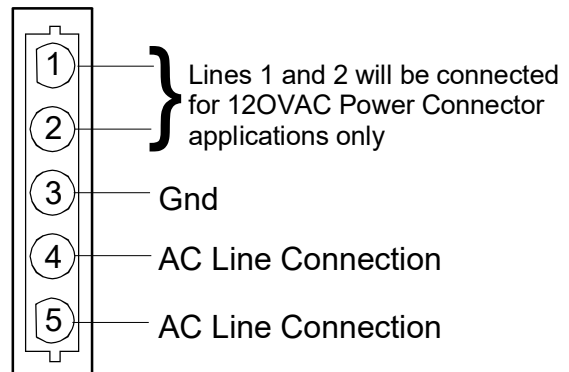 1
Lines 1 and 2 will be connected
for 12OVAC Power Connector
2
applications only
3 Gnd
4 AC Line Connection
5 AC Line Connection